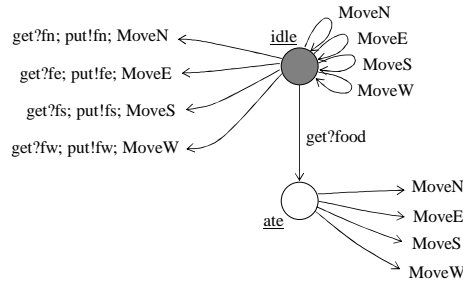 MoveN
idle
get?fn; put!fn; MoveN
MoveE
get?fe; put!fe; MoveE
MoveS
MoveW
get?fs; put!fs; MoveS
get?food
get?fw; put!fw; MoveW
MoveN
ate
MoveE
MoveS
MoveW